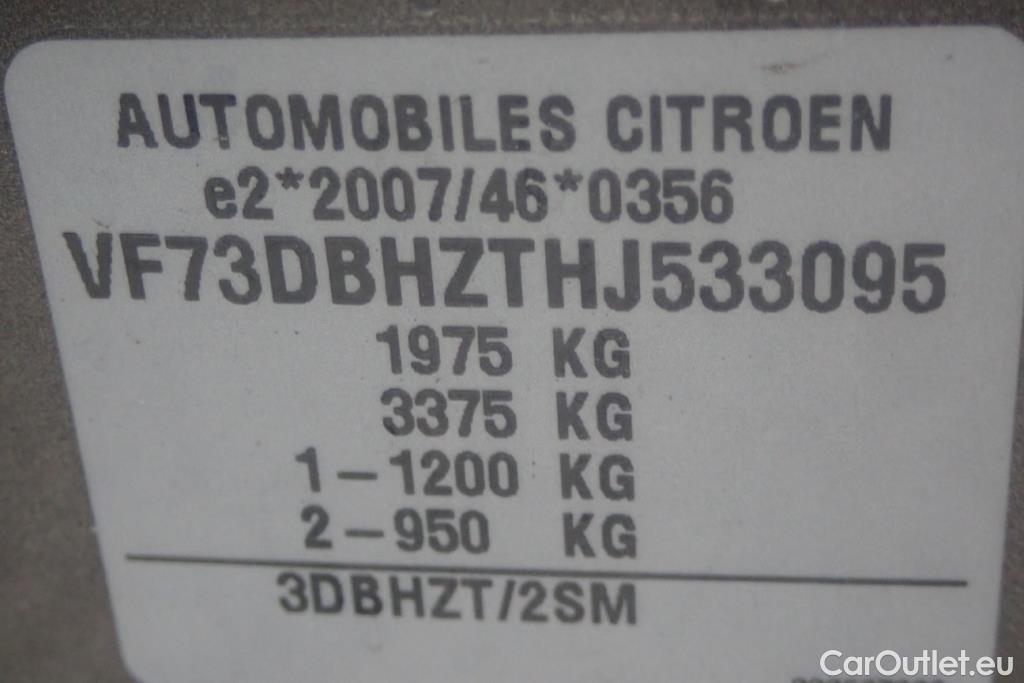 AUTOMOBILES CITROEN
e2*2007/46*0356
VF73DBHZTHJ533095
1975 KG
3375 KG
1-1200 KG
2-950 KG
3DBHZT/2SM
CarOutlet.eu